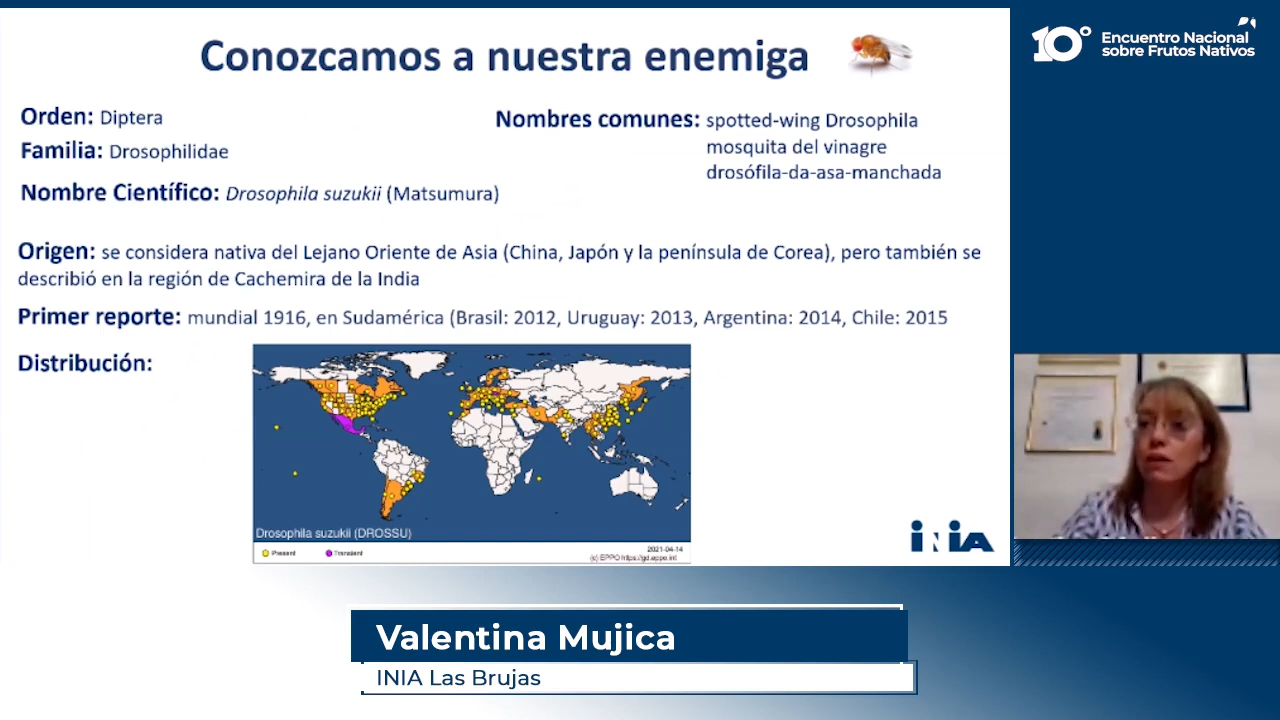 Conozcamos a nuestra enemiga
Orden: Diptera
Familia: Drosophilidae
Nombre Científico: Drosophila suzukii (Matsumura)
Nombres comunes: spotted-wing Drosophila
mosquita del vinagre
drosófila-da-asa-manchada
Origen: se considera nativa del Lejano Oriente de Asia (China, Japón y la península de Corea), pero también se
describió en la región de Cachemira de la India
Primer reporte: mundial 1916, en Sudamérica (Brasil: 2012, Uruguay: 2013, Argentina: 2014, Chile: 2015
Distribución:
Drosophila suzukii (DROSSU)
Present
Transient
2021-04-14
(c) EPPO https://gd.eppo.int
INIA
10° Encuentro Nacional
sobre Frutos Nativos
Valentina Mujica
INIA Las Brujas